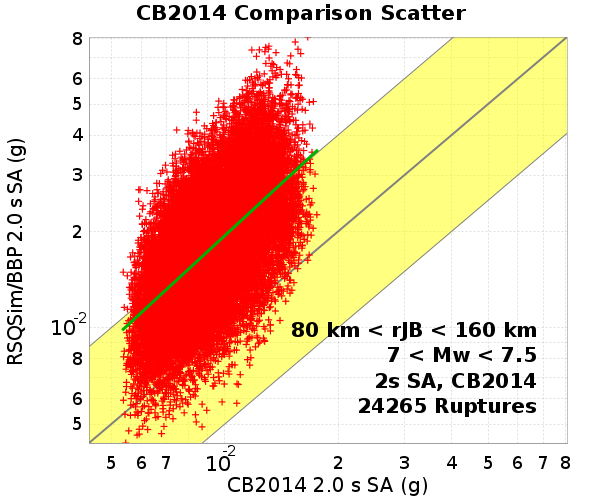 CB2014 Comparison Scatter
RSQSim/BBP 2.0 s SA (g)
8
6
5
4
3
2
10-2
8
6
5
80 km < rJB < 160 km
7 < Mw < 7.5
2s SA, CB2014
24265 Ruptures
5 6 7 10-2 2 3 4 5 6 7 8
CB2014 2.0 s SA (g)